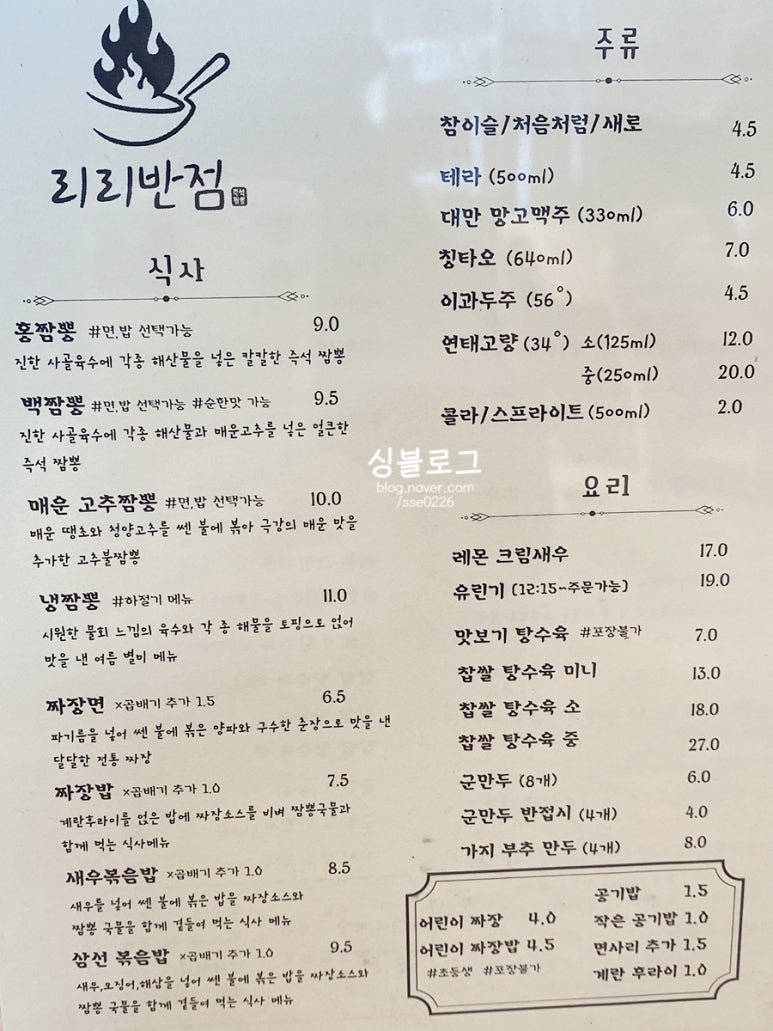 리리반점
식사
홍짬뽕 #면,밥 선택가능 9.0
진한 사골육수에 각종 해산물을 넣은 칼칼한 즉석 짬뽕
백짬뽕 #면,밥 선택가능 #순한맛 가능 9.5
진한 사골육수에 각종 해산물과 매운고추를 넣은 얼큰한
즉석 짬뽕
매운 고추짬뽕 #면,밥 선택가능 10.0
매운 땡초와 청양고추를 쎈 불에 볶아 극강의 매운 맛을
추가한 고추불짬뽕
냉짬뽕 #하절기 메뉴 11.0
시원한 물회 느낌의 육수와 각 종 해물을 토핑으로 얹어
맛을 낸 여름 별미 메뉴
짜장면 ×곱배기 추가 1.5 6.5
파기름을 넣어 쎈 불에 볶은 양파와 구수한 춘장으로 맛을 낸
달달한 전통 짜장
짜장밥 ×곱배기 추가 1.0 7.5
계란후라이를 얹은 밥에 짜장소스를 비벼 짬뽕국물과
함께 먹는 식사메뉴
새우볶음밥 ×곱배기 추가 1.0 8.5
새우를 넣어 쎈 불에 볶은 밥을 짜장소스와
짬뽕 국물을 함께 곁들여 먹는 식사 메뉴
삼선 볶음밥 ×곱배기 추가 1.0 9.5
새우,오징어,해삼을 넣어 쎈 불에 볶은 밥을 짜장소스와
짬뽕 국물을 함께 곁들여 먹는 식사 메뉴
주류
참이슬/처음처럼/새로 4.5
테라 (500ml) 4.5
대만 망고맥주 (330ml) 6.0
칭타오 (640ml) 7.0
이과두주 (56°) 4.5
연태고량 (34°) 소(125ml) 12.0
중(250ml) 20.0
콜라/스프라이트(500ml) 2.0
싱블로그
blog.naver.com
/sse0226
요리
레몬 크림새우 17.0
유린기 (12:15~주문가능) 19.0
맛보기 탕수육 #포장불가 7.0
찹쌀 탕수육 미니 13.0
찹쌀 탕수육 소 18.0
찹쌀 탕수육 중 27.0
군만두 (8개) 6.0
군만두 반접시 (4개) 4.0
가지 부추 만두 (4개) 8.0
어린이 짜장 4.0
어린이 짜장밥 4.5
#초등생 #포장불가
공기밥 1.5
작은 공기밥 1.0
면사리 추가 1.5
계란 후라이 1.0